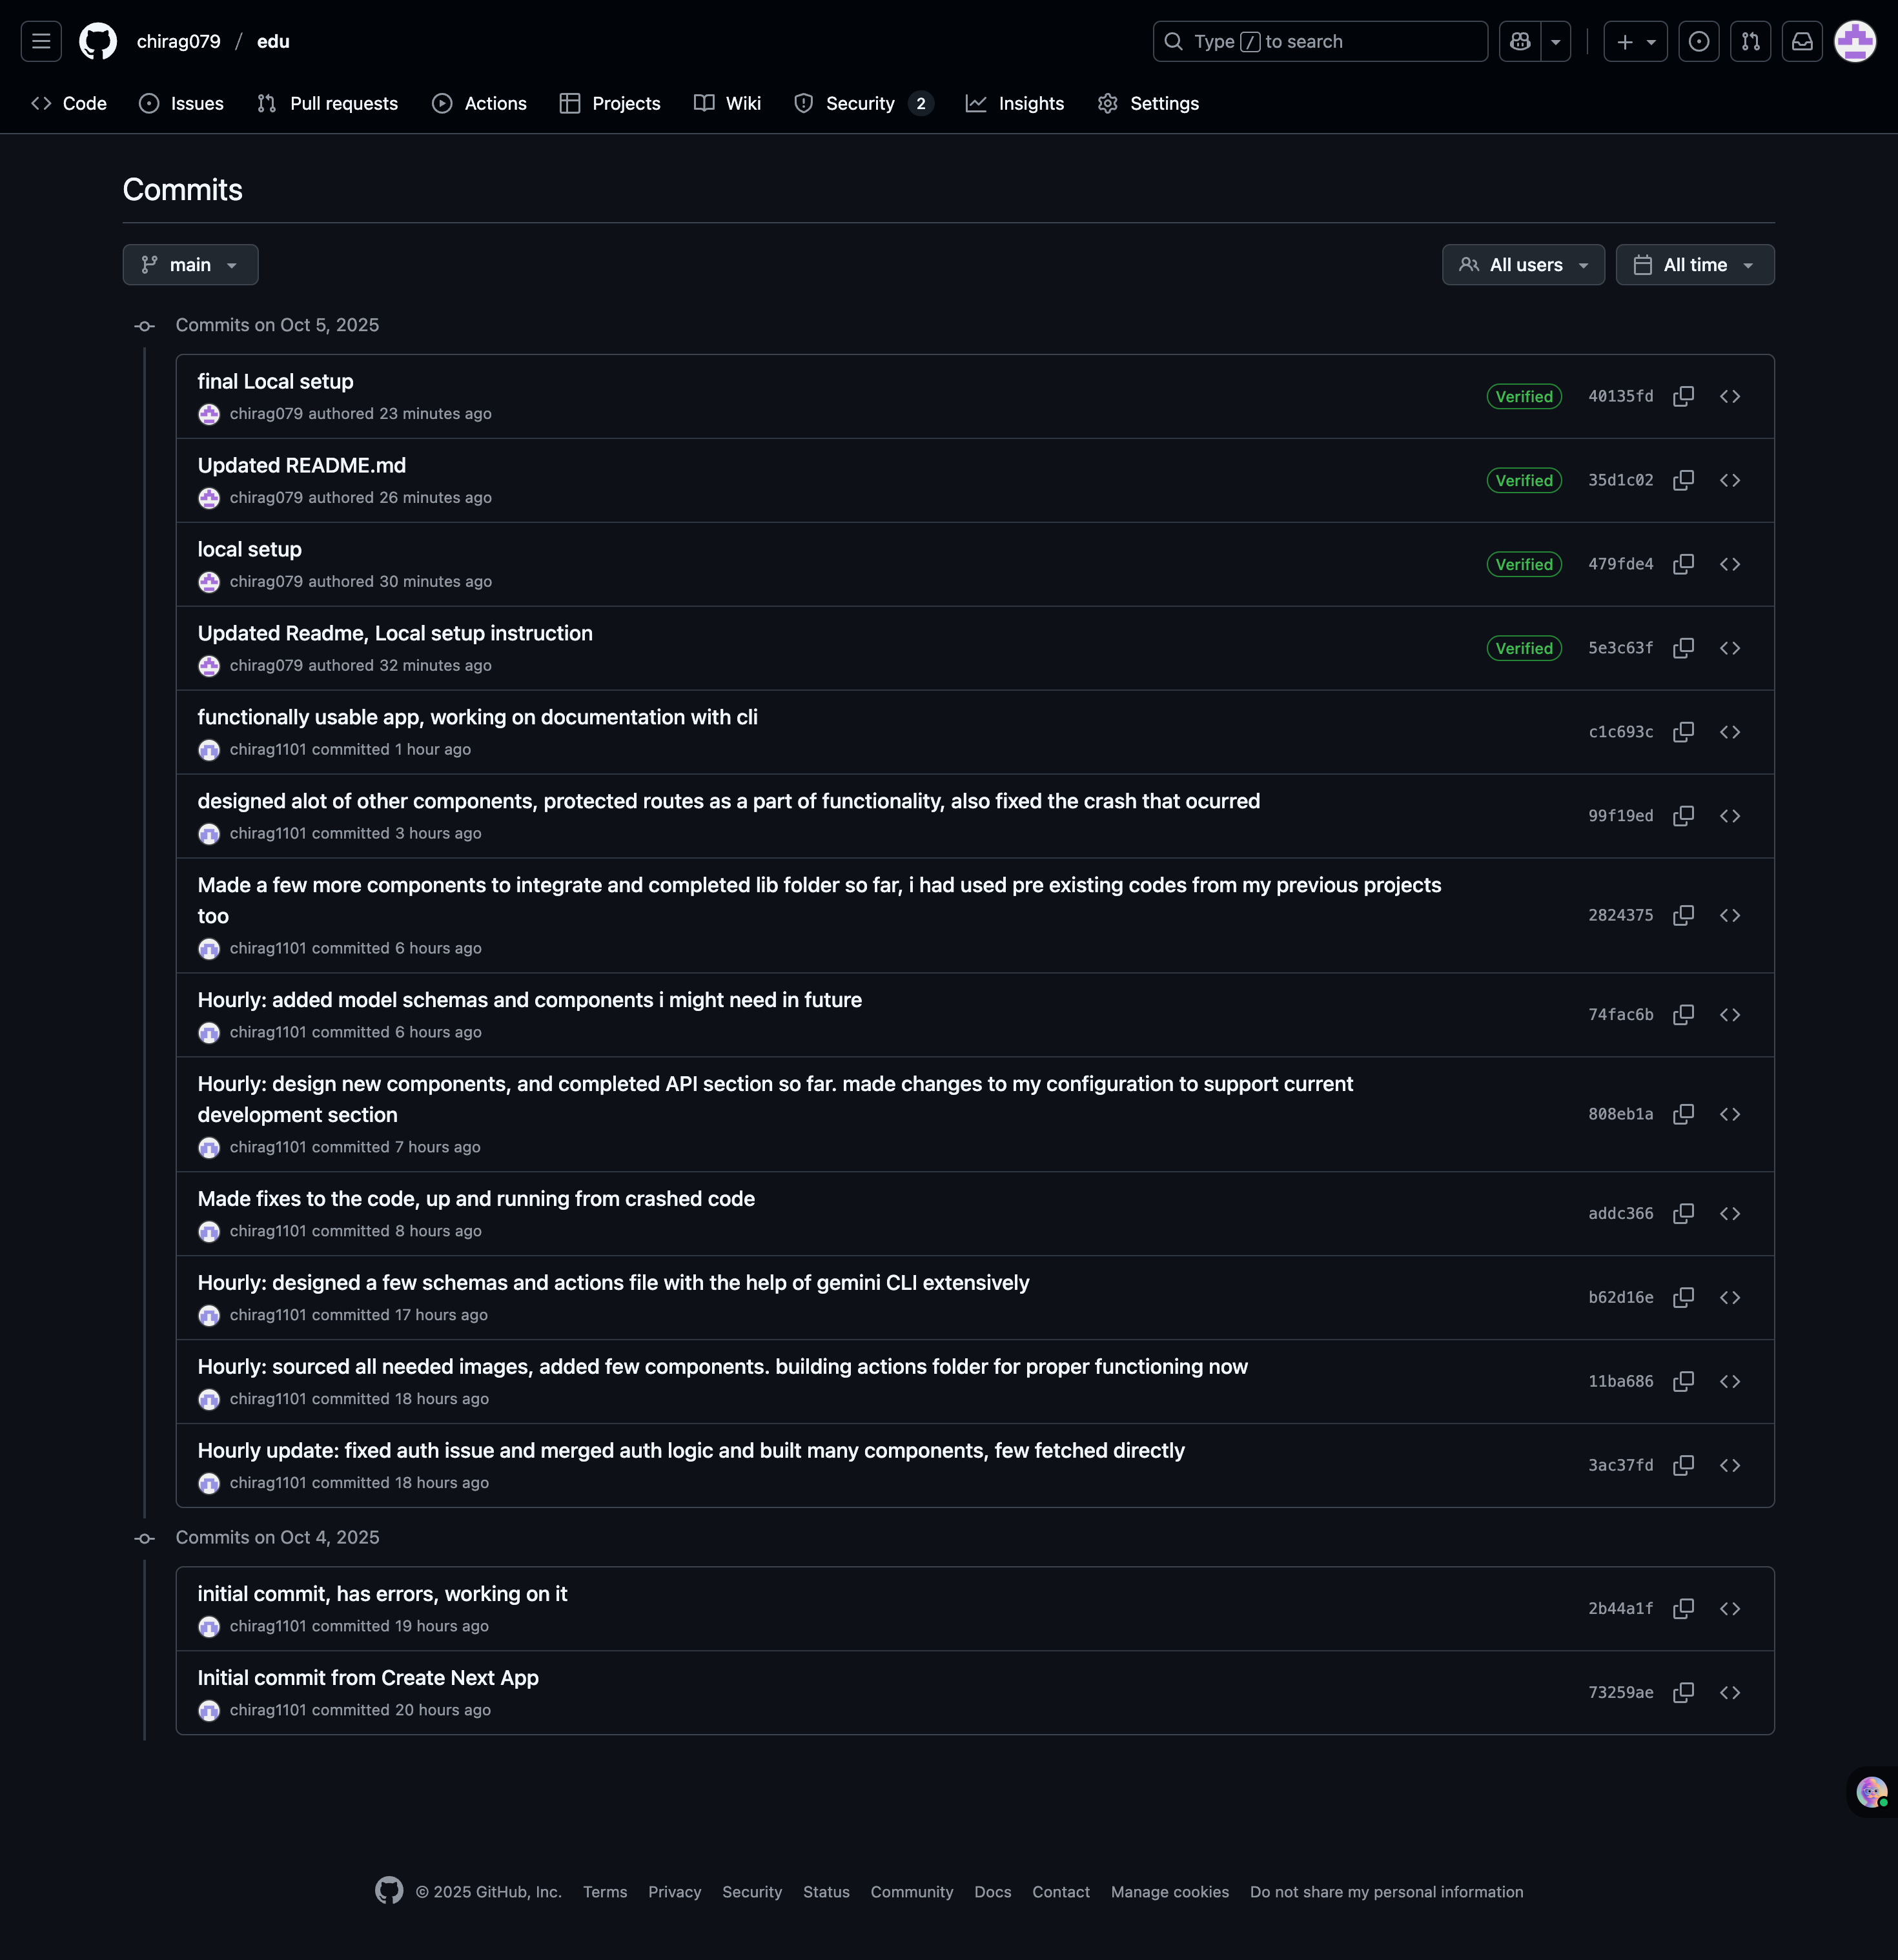 chirag079 / edu
Type / to search
Code Issues Pull requests Actions Projects Wiki Security 2 Insights Settings
Commits
main
All users All time
Commits on Oct 5, 2025
final Local setup
chirag079 authored 23 minutes ago
Verified 40135fd
Updated README.md
chirag079 authored 26 minutes ago
Verified 35d1c02
local setup
chirag079 authored 30 minutes ago
Verified 479fde4
Updated Readme, Local setup instruction
chirag079 authored 32 minutes ago
Verified 5e3c63f
functionally usable app, working on documentation with cli
chirag1101 committed 1 hour ago
c1c693c
designed alot of other components, protected routes as a part of functionality, also fixed the crash that ocurred
chirag1101 committed 3 hours ago
99f19ed
Made a few more components to integrate and completed lib folder so far, i had used pre existing codes from my previous projects
too
chirag1101 committed 6 hours ago
2824375
Hourly: added model schemas and components i might need in future
chirag1101 committed 6 hours ago
74fac6b
Hourly: design new components, and completed API section so far. made changes to my configuration to support current
development section
chirag1101 committed 7 hours ago
808eb1a
Made fixes to the code, up and running from crashed code
chirag1101 committed 8 hours ago
addc366
Hourly: designed a few schemas and actions file with the help of gemini CLI extensively
chirag1101 committed 17 hours ago
b62d16e
Hourly: sourced all needed images, added few components. building actions folder for proper functioning now
chirag1101 committed 18 hours ago
11ba686
Hourly update: fixed auth issue and merged auth logic and built many components, few fetched directly
chirag1101 committed 18 hours ago
3ac37fd
Commits on Oct 4, 2025
initial commit, has errors, working on it
chirag1101 committed 19 hours ago
2b44a1f
Initial commit from Create Next App
chirag1101 committed 20 hours ago
73259ae
© 2025 GitHub, Inc. Terms Privacy Security Status Community Docs Contact Manage cookies Do not share my personal information